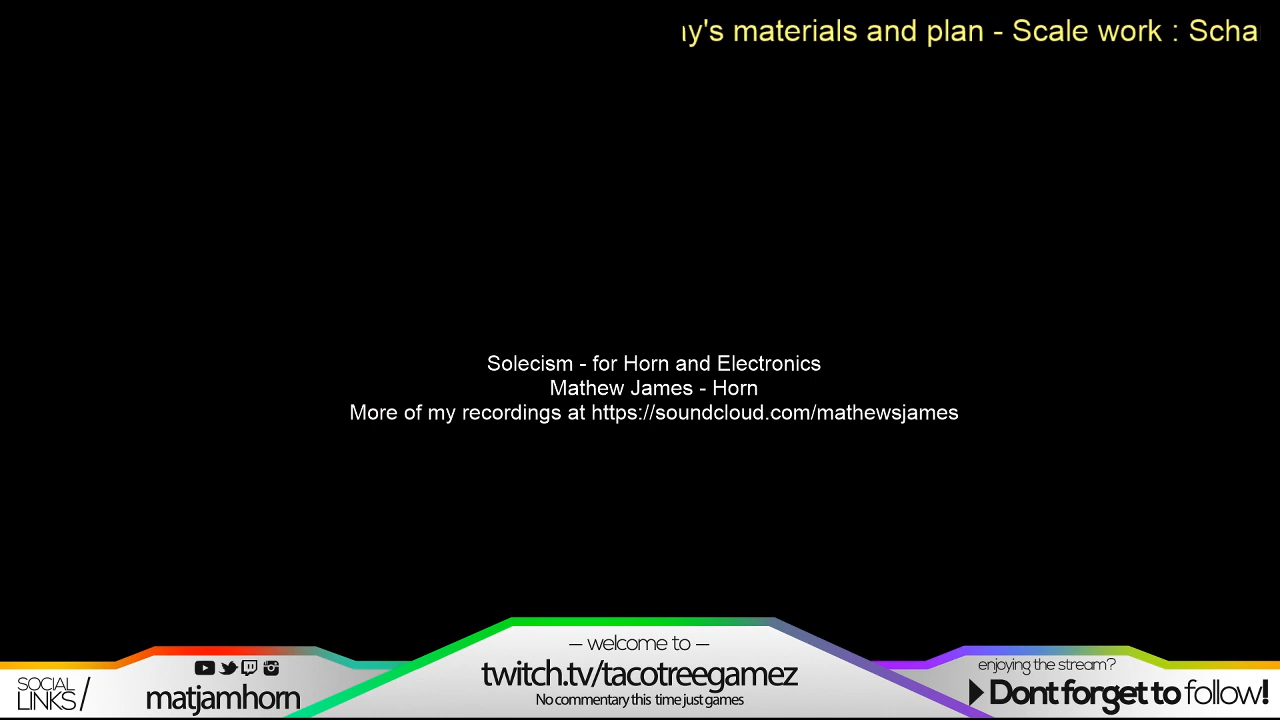 materials and plan - Scale work : Scha
Solecism - for Horn and Electronics
Mathew James - Horn
More of my recordings at https://soundcloud.com/mathewsjames
SOCIAL
LINKS/
matjamhorn
– welcome to –
twitch.tv/tacotreegamez
No commentary this time just games
enjoying the stream?
Dont forget to follow!